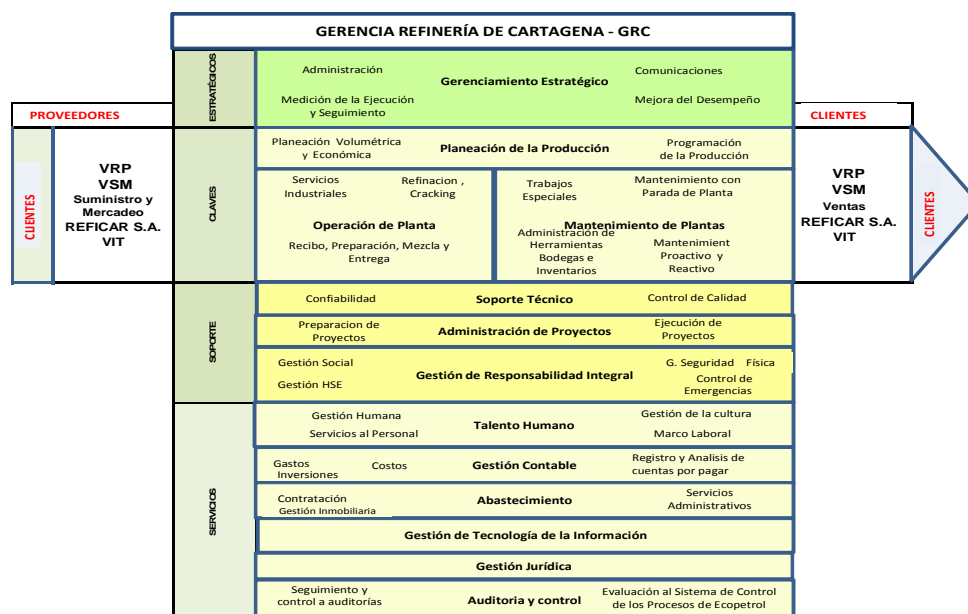 GERENCIA REFINERÍA DE CARTAGENA - GRC
ESTRATÉGICOS
Administración
Comunicaciones
Gerenciamiento Estratégico
Medición de la Ejecución
y Seguimiento
Mejora del Desempeño
PROVEEDORES
CLIENTES
CLIENTES
VRP
VSM
Suministro y
Mercadeo
REFICAR S.A.
VIT
CLAVES
Planeación Volumétrica
y Económica
Planeación de la Producción
Programación
de la Producción
Servicios
Industriales
Refinacion ,
Cracking
Operación de Planta
Recibo, Preparación, Mezcla y
Entrega
Trabajos
Especiales
Mantenimiento con
Parada de Planta
Mantenimiento de Plantas
Administración de
Herramientas
Bodegas e
Inventarios
Mantenimient
Proactivo y
Reactivo
VRP
VSM
Ventas
REFICAR S.A.
VIT
CLIENTES
SOPORTE
Confiabilidad
Soporte Técnico
Control de Calidad
Preparacion de
Proyectos
Administración de Proyectos
Ejecución de
Proyectos
Gestión Social
G. Seguridad Física
Gestión de Responsabilidad Integral
Gestión HSE
Control de
Emergencias
SERVICIOS
Gestión Humana
Gestión de la cultura
Talento Humano
Servicios al Personal
Marco Laboral
Gastos
Inversiones
Costos
Gestión Contable
Registro y Analisis de
cuentas por pagar
Contratación
Gestión Inmobiliaria
Abastecimiento
Servicios
Administrativos
Gestión de Tecnología de la Información
Gestión Jurídica
Seguimiento y
control a auditorías
Auditoria y control
Evaluación al Sistema de Control
de los Procesos de Ecopetrol